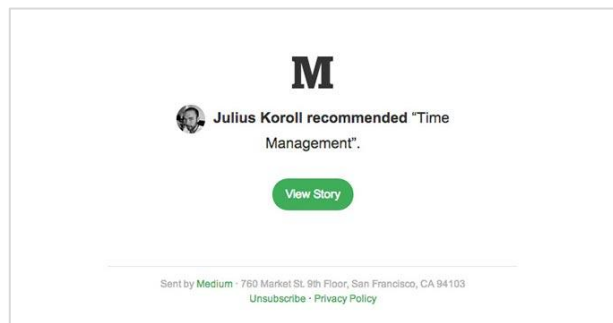 M
Julius Koroll recommended “Time
Management”.
View Story
Sent by Medium · 760 Market St. 9th Floor, San Francisco, CA 94103
Unsubscribe · Privacy Policy